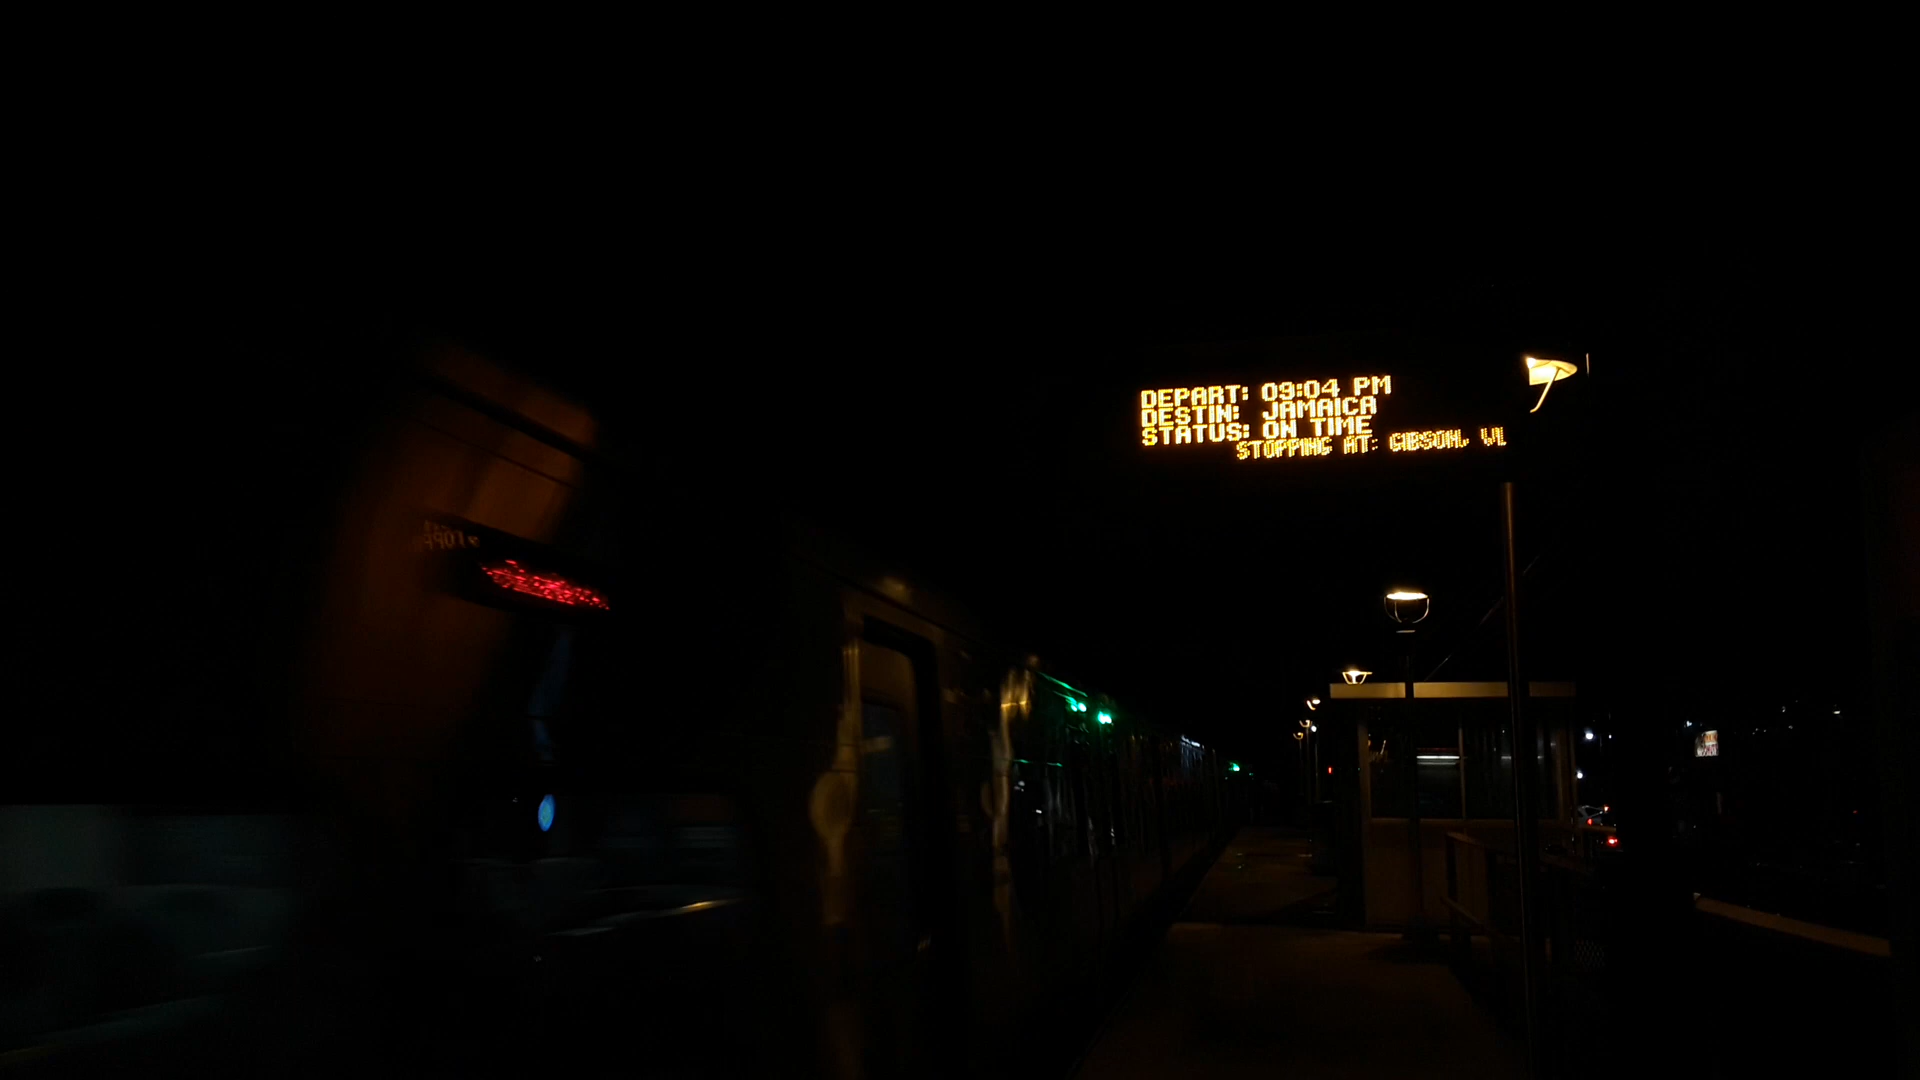 DEPART: 09:04 PM
DESTIN: JAMAICA
STATUS: ON TIME
STOPPING AT: GIBSON, VL